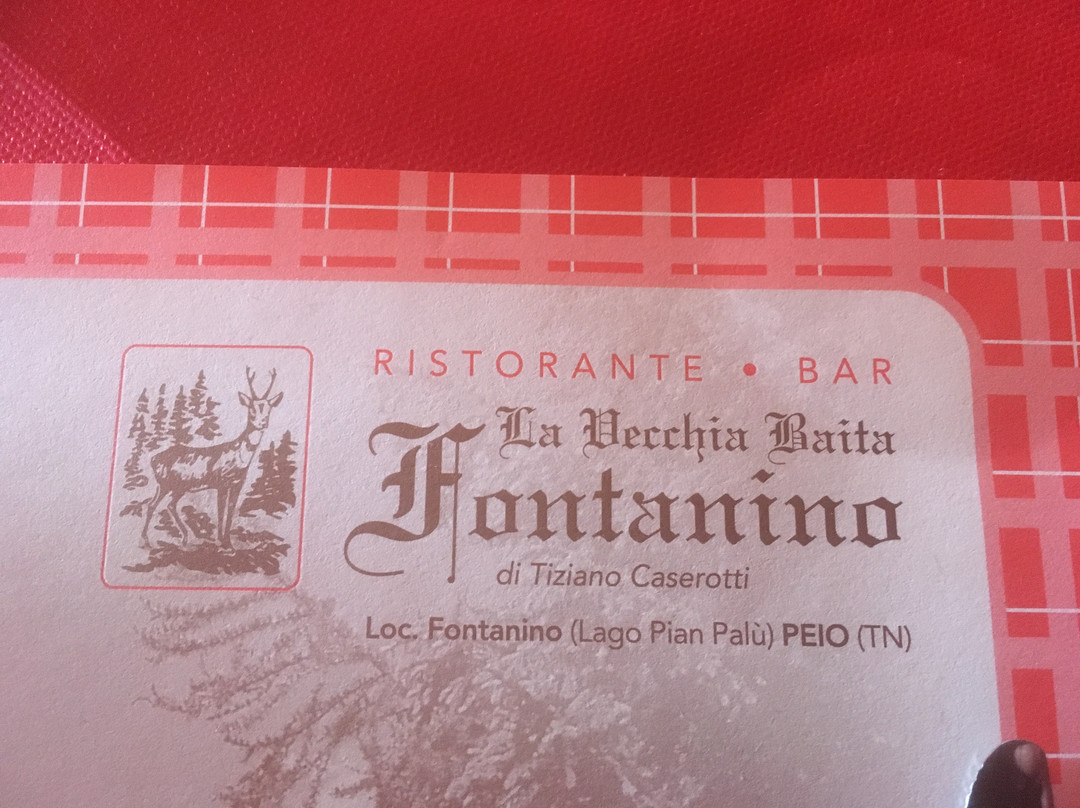 RISTORANTE • BAR
La Vecchia Baita
Fontanino
di Tiziano Caserotti
Loc. Fontanino (Lago Pian Palù) PEIO (TN)